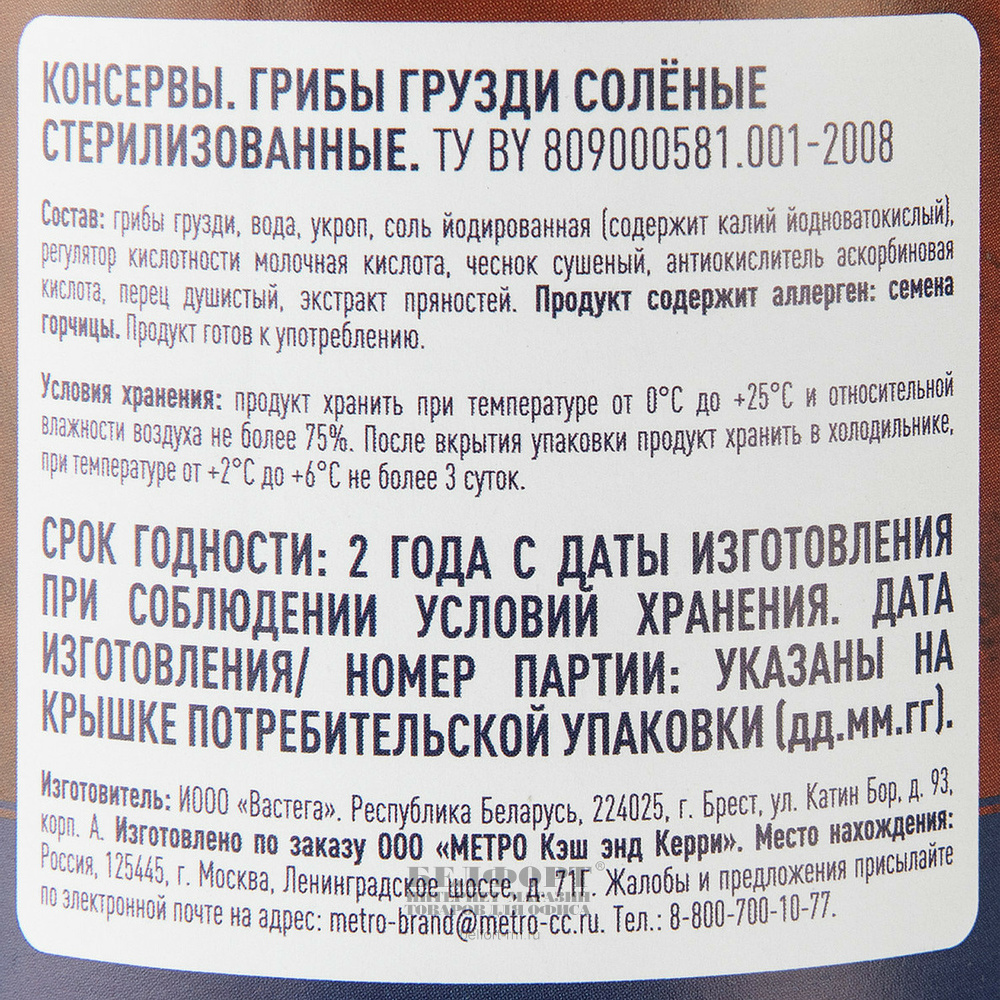 КОНСЕРВЫ. ГРИБЫ ГРУЗДИ СОЛЁНЫЕ
СТЕРИЛИЗОВАННЫЕ. ТУ BY 809000581.001-2008
Состав: грибы грузди, вода, укроп, соль йодированная (содержит калий йодноватокислый),
регулятор кислотности молочная кислота, чеснок сушеный, антиокислитель аскорбиновая
кислота, перец душистый, экстракт пряностей. Продукт содержит аллерген: семена
горчицы. Продукт готов к употреблению.
Условия хранения: продукт хранить при температуре от 0°С до +25°С и относительной
влажности воздуха не более 75%. После вкрытия упаковки продукт хранить в холодильнике,
при температуре от +2°С до +6°С не более 3 суток.
СРОК ГОДНОСТИ: 2 ГОДА С ДАТЫ ИЗГОТОВЛЕНИЯ
ПРИ СОБЛЮДЕНИИ УСЛОВИЙ ХРАНЕНИЯ. ДАТА
ИЗГОТОВЛЕНИЯ/ НОМЕР ПАРТИИ: УКАЗАНЫ НА
КРЫШКЕ ПОТРЕБИТЕЛЬСКОЙ УПАКОВКИ (дд.мм.гг).
Изготовитель: ИООО «Вастега». Республика Беларусь, 224025, г. Брест, ул. Катин Бор, д. 93,
корп. А. Изготовлено по заказу ООО «МЕТРО Кэш энд Керри». Место нахождения:
Россия, 125445, г. Москва, Ленинградское шоссе, д. 71Г. Жалобы и предложения присылайте
по электронной почте на адрес: metro-brand@metro-cc.ru. Тел.: 8-800-700-10-77.
БЕЛФОРТ®
ИНТЕРНЕТ-МАГАЗИН
ТОВАРОВ ДЛЯ ОФИСА